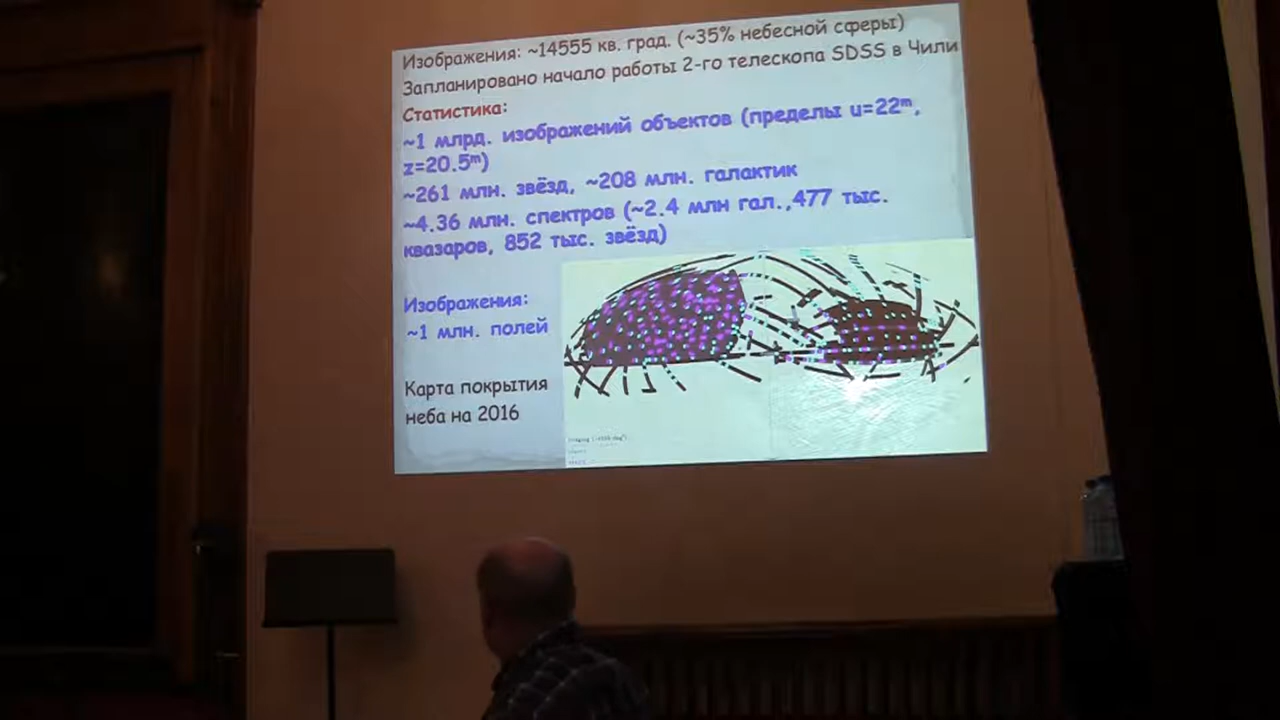 Изображения: ~14555 кв. град. (~35% небесной сферы)
Запланировано начало работы 2-го телескопа SDSS в Чили
Статистика:
~1 млрд. изображений объектов (пределы u=22ᵐ,
z=20.5ᵐ)
~261 млн. звёзд, ~208 млн. галактик
~4.36 млн. спектров (~2.4 млн гал.,477 тыс.
квазаров, 852 тыс. звёзд)
Изображения:
~1 млн. полей
Карта покрытия
неба на 2016